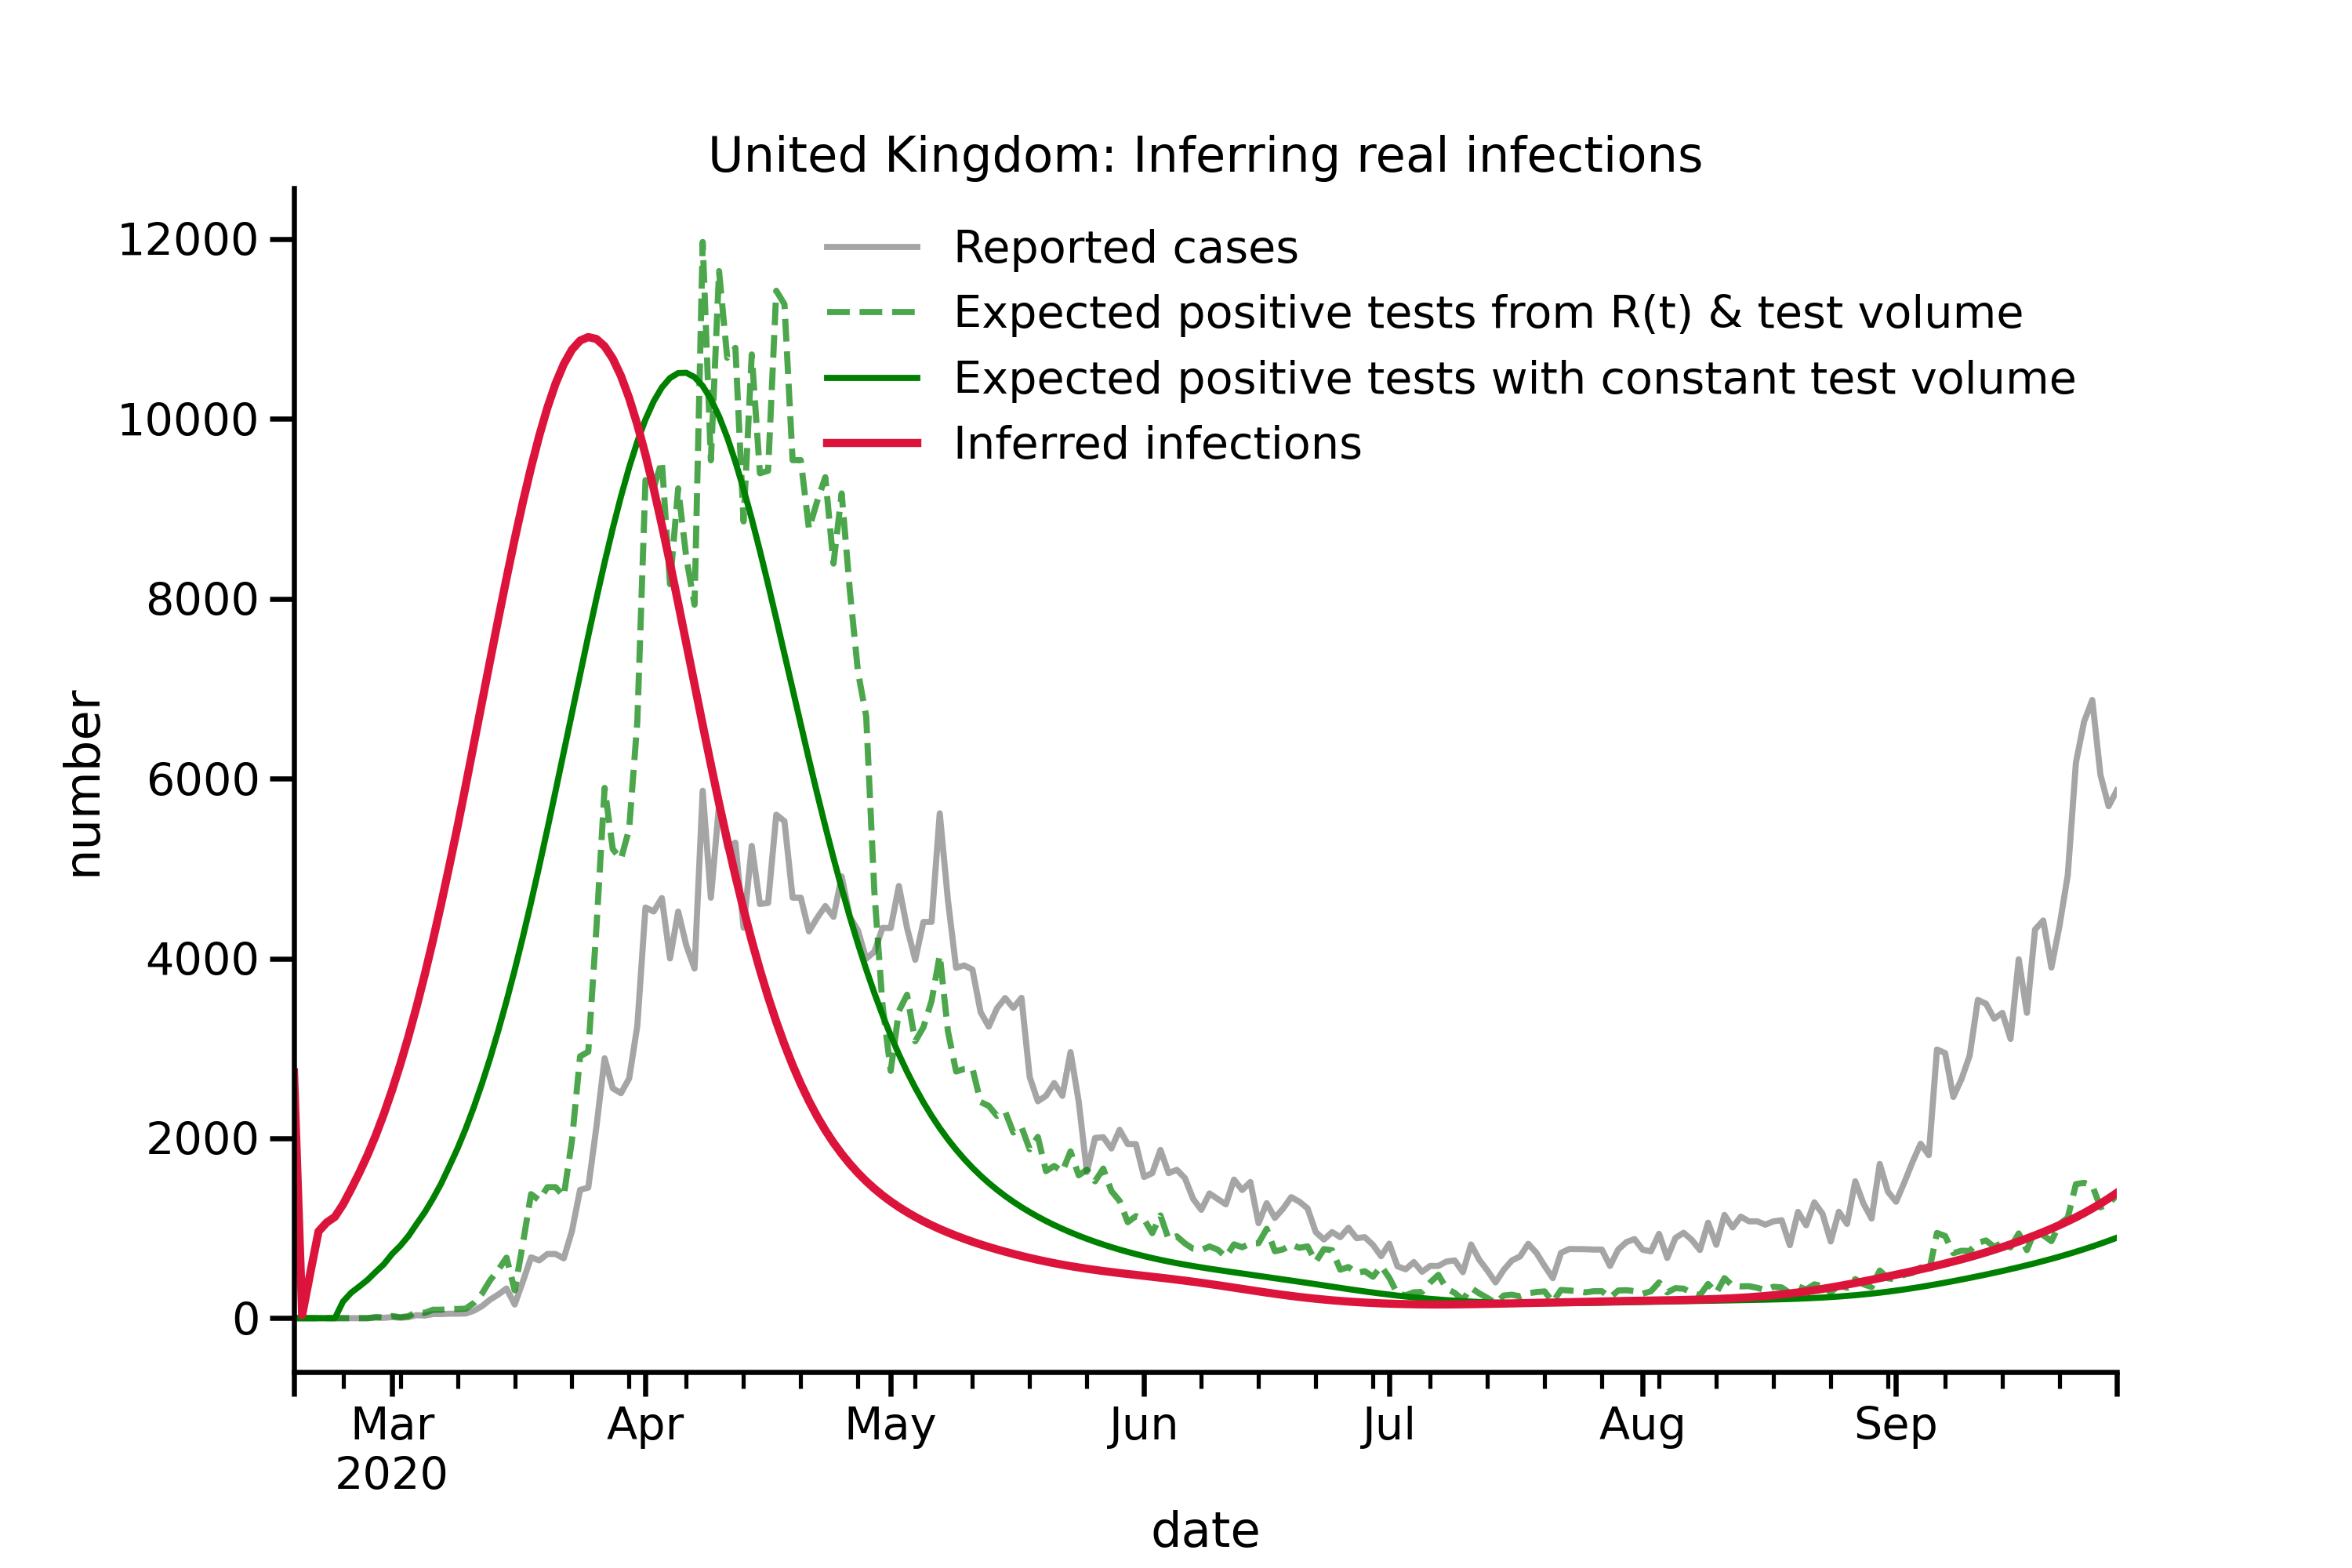 United Kingdom: Inferring real infections
Reported cases
Expected positive tests from R(t) & test volume
Expected positive tests with constant test volume
Inferred infections
12000
10000
8000
6000
4000
2000
0
number
Mar Apr May Jun Jul Aug Sep
2020
date